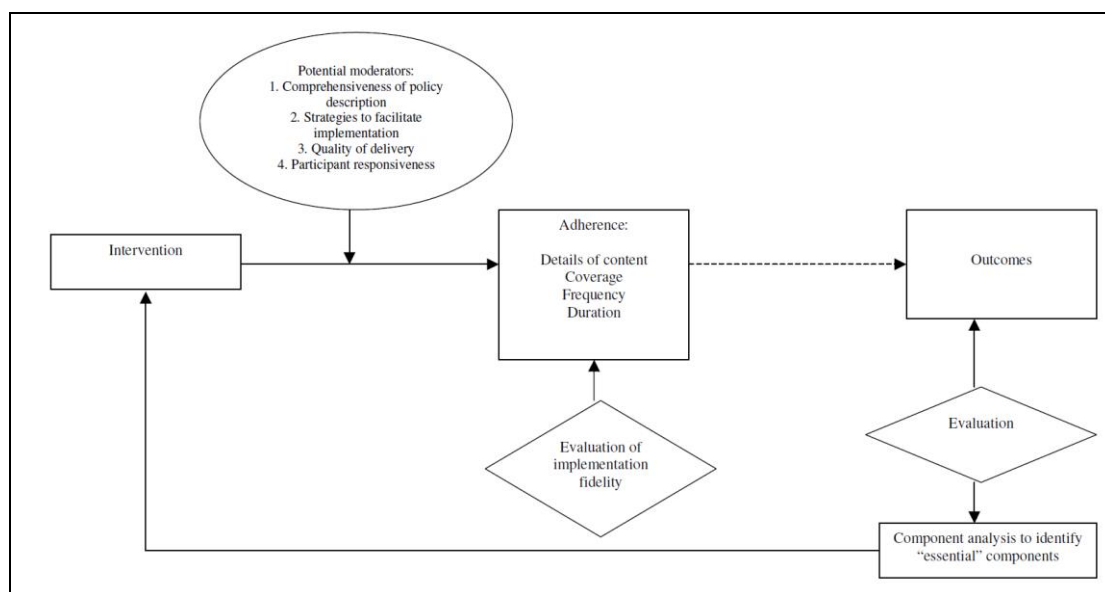 Potential moderators:
1. Comprehensiveness of policy
description
2. Strategies to facilitate
implementation
3. Quality of delivery
4. Participant responsiveness
Intervention
Adherence:
Details of content
Coverage
Frequency
Duration
Outcomes
Evaluation of
implementation
fidelity
Evaluation
Component analysis to identify
“essential” components